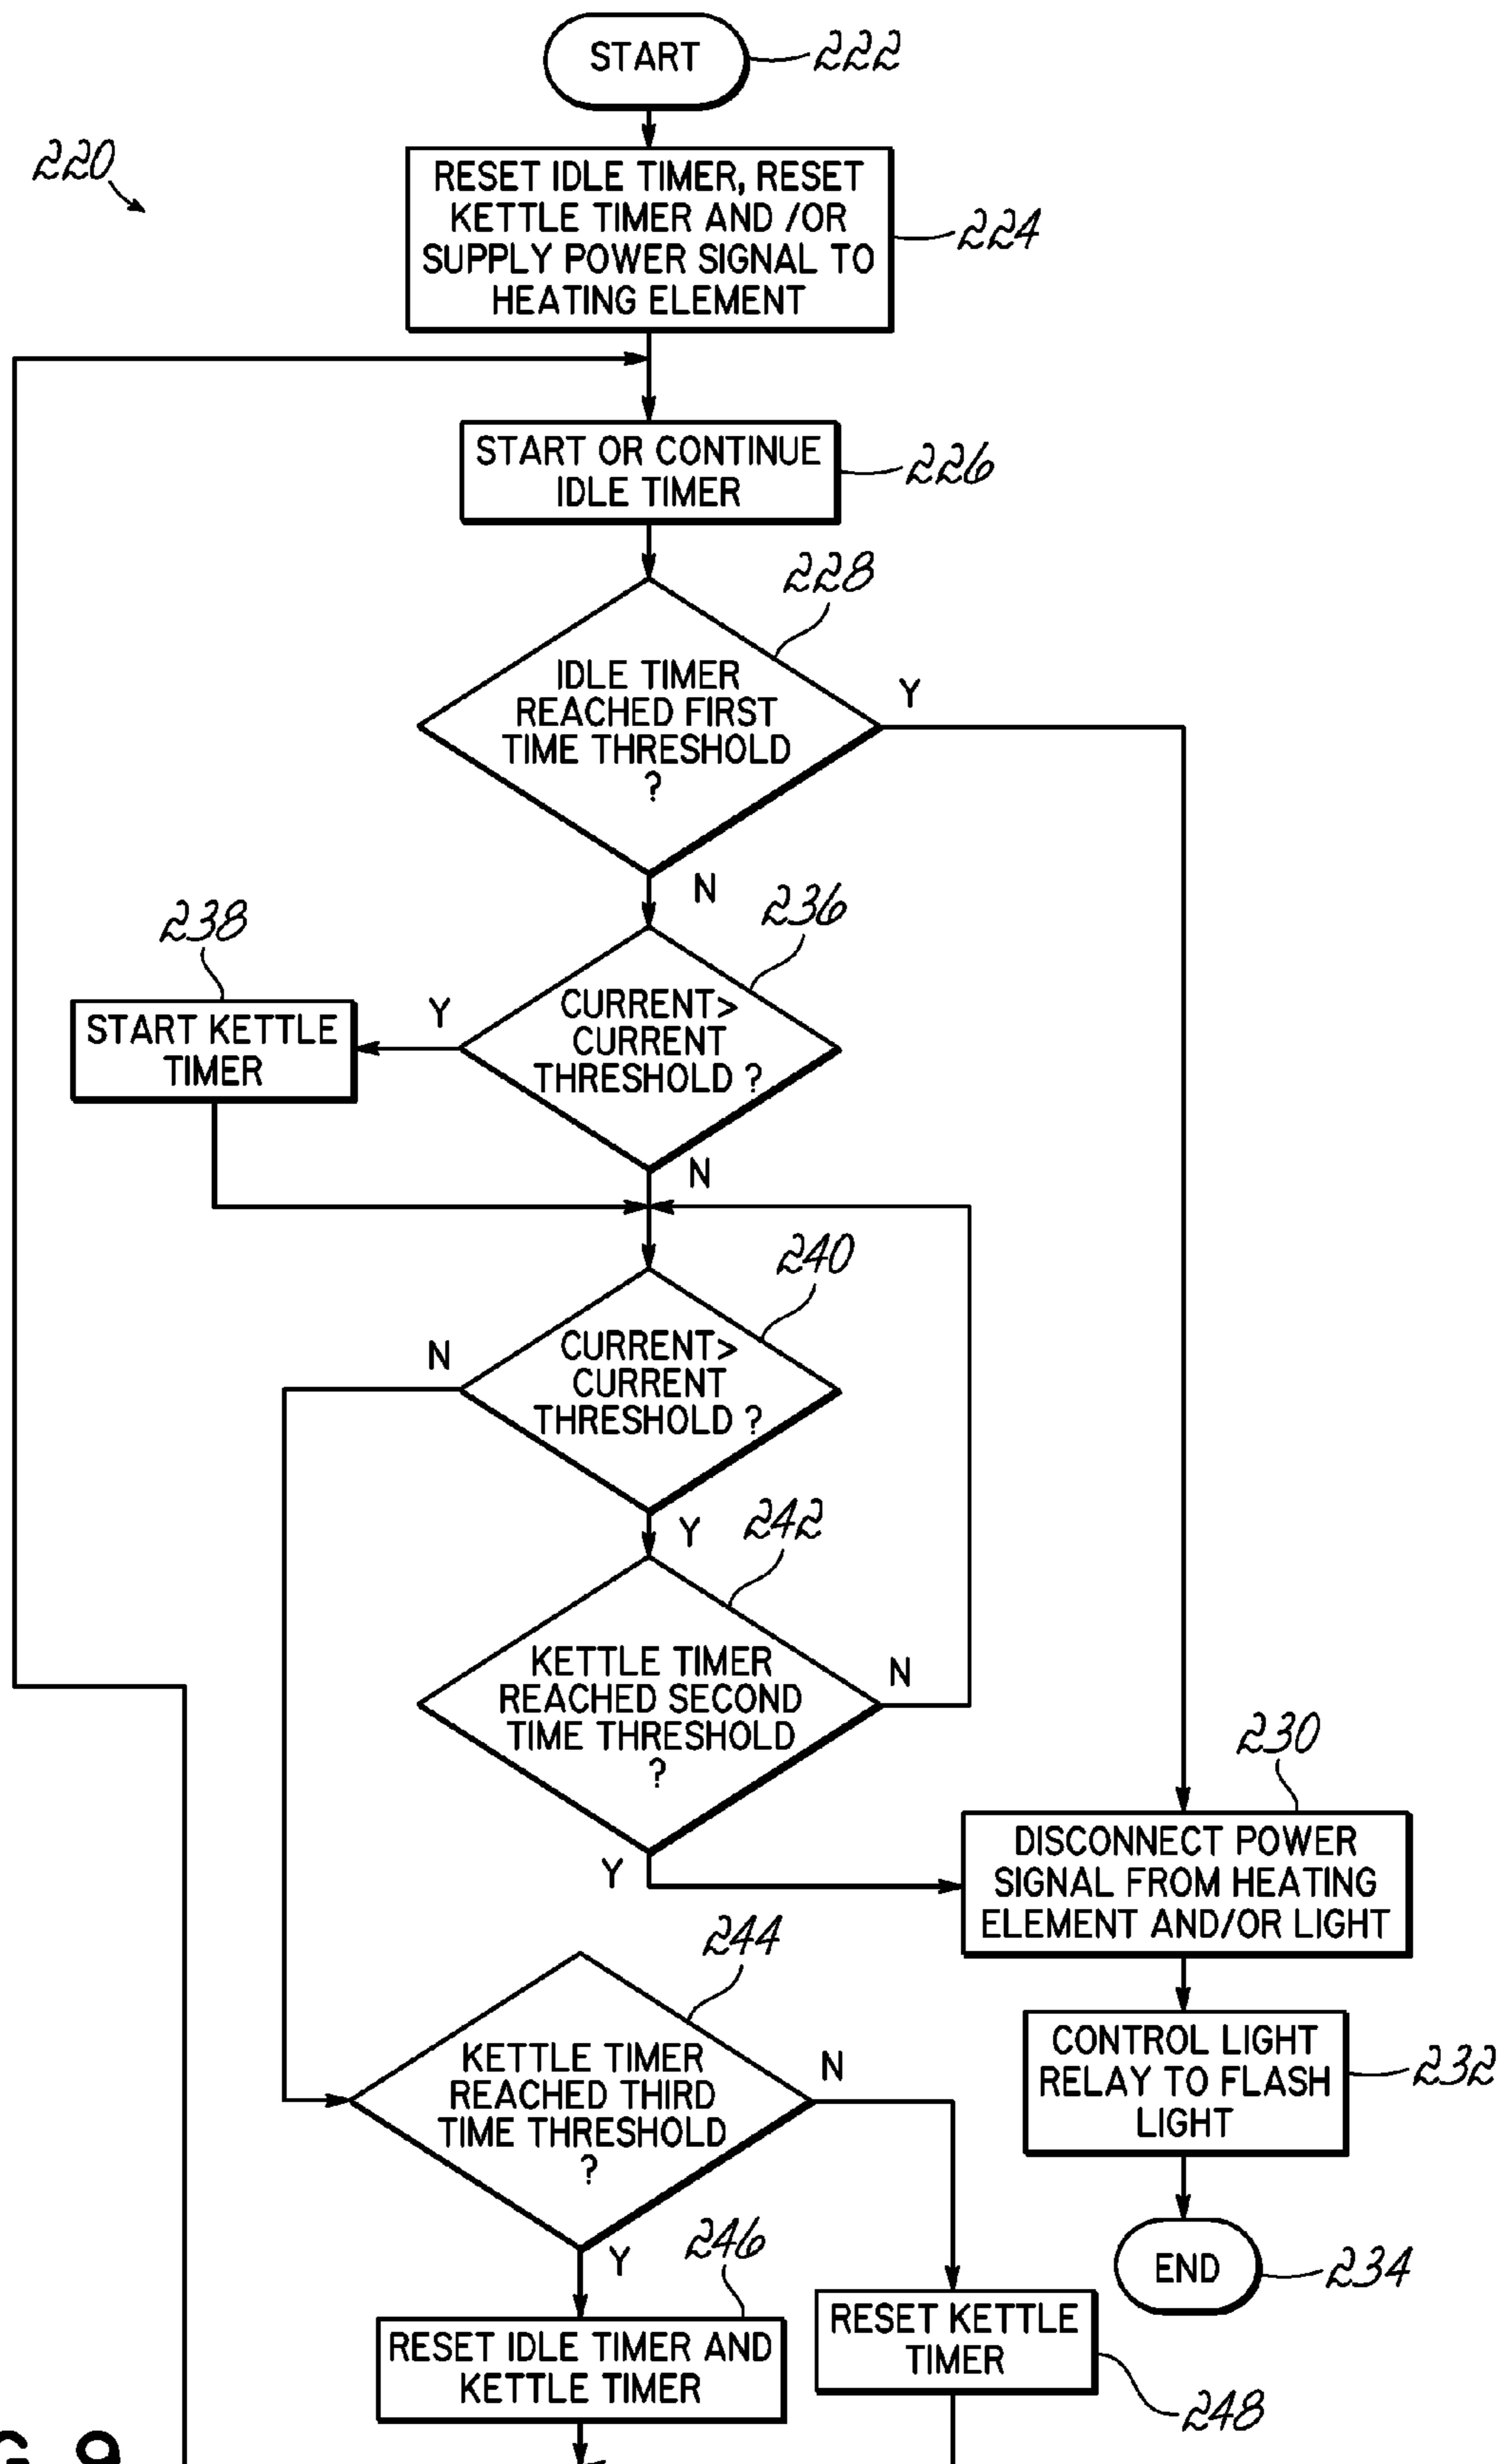 START
222
220
RESET IDLE TIMER, RESET
KETTLE TIMER AND /OR
SUPPLY POWER SIGNAL TO
HEATING ELEMENT
224
START OR CONTINUE
IDLE TIMER
226
228
IDLE TIMER
REACHED FIRST
TIME THRESHOLD
?
Y
N
236
CURRENT>
CURRENT
THRESHOLD ?
Y
N
238
START KETTLE
TIMER
240
CURRENT>
CURRENT
THRESHOLD ?
N
Y
242
KETTLE TIMER
REACHED SECOND
TIME THRESHOLD
?
N
Y
230
DISCONNECT POWER
SIGNAL FROM HEATING
ELEMENT AND/OR LIGHT
244
KETTLE TIMER
REACHED THIRD
TIME THRESHOLD
?
N
Y
CONTROL LIGHT
RELAY TO FLASH
LIGHT
232
END
234
246
RESET IDLE TIMER AND
KETTLE TIMER
RESET KETTLE
TIMER
248
9